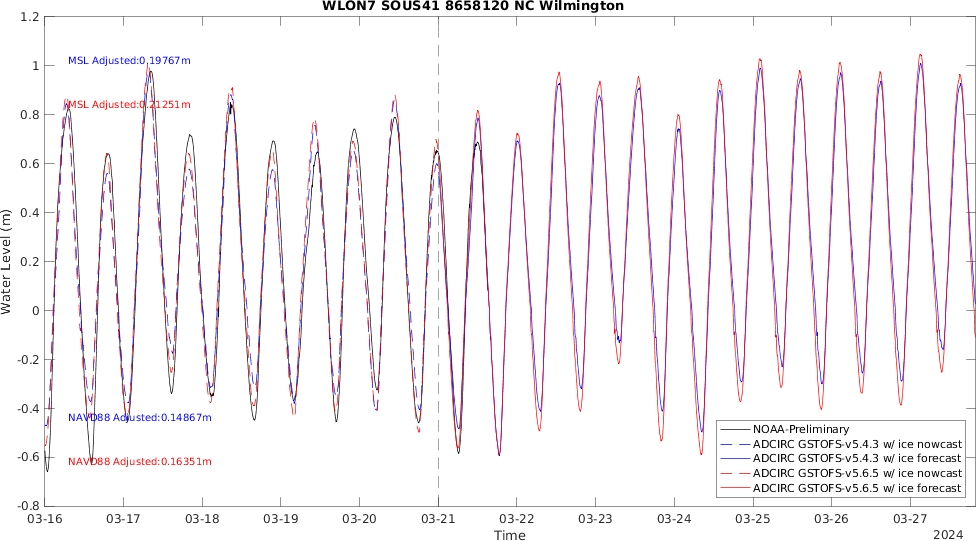 WLON7 SOUS41 8658120 NC Wilmington
1.2
1
0.8
0.6
0.4
0.2
0
-0.2
-0.4
-0.6
-0.8
Water Level (m)
MSL Adjusted:0.19767m
MSL Adjusted:0.21251m
NAVD88 Adjusted:0.14867m
NAVD88 Adjusted:0.16351m
NOAA-Preliminary
ADCIRC GSTOFS-v5.4.3 w/ ice nowcast
ADCIRC GSTOFS-v5.4.3 w/ ice forecast
ADCIRC GSTOFS-v5.6.5 w/ ice nowcast
ADCIRC GSTOFS-v5.6.5 w/ ice forecast
03-16 03-17 03-18 03-19 03-20 03-21 03-22 03-23 03-24 03-25 03-26 03-27
Time
2024